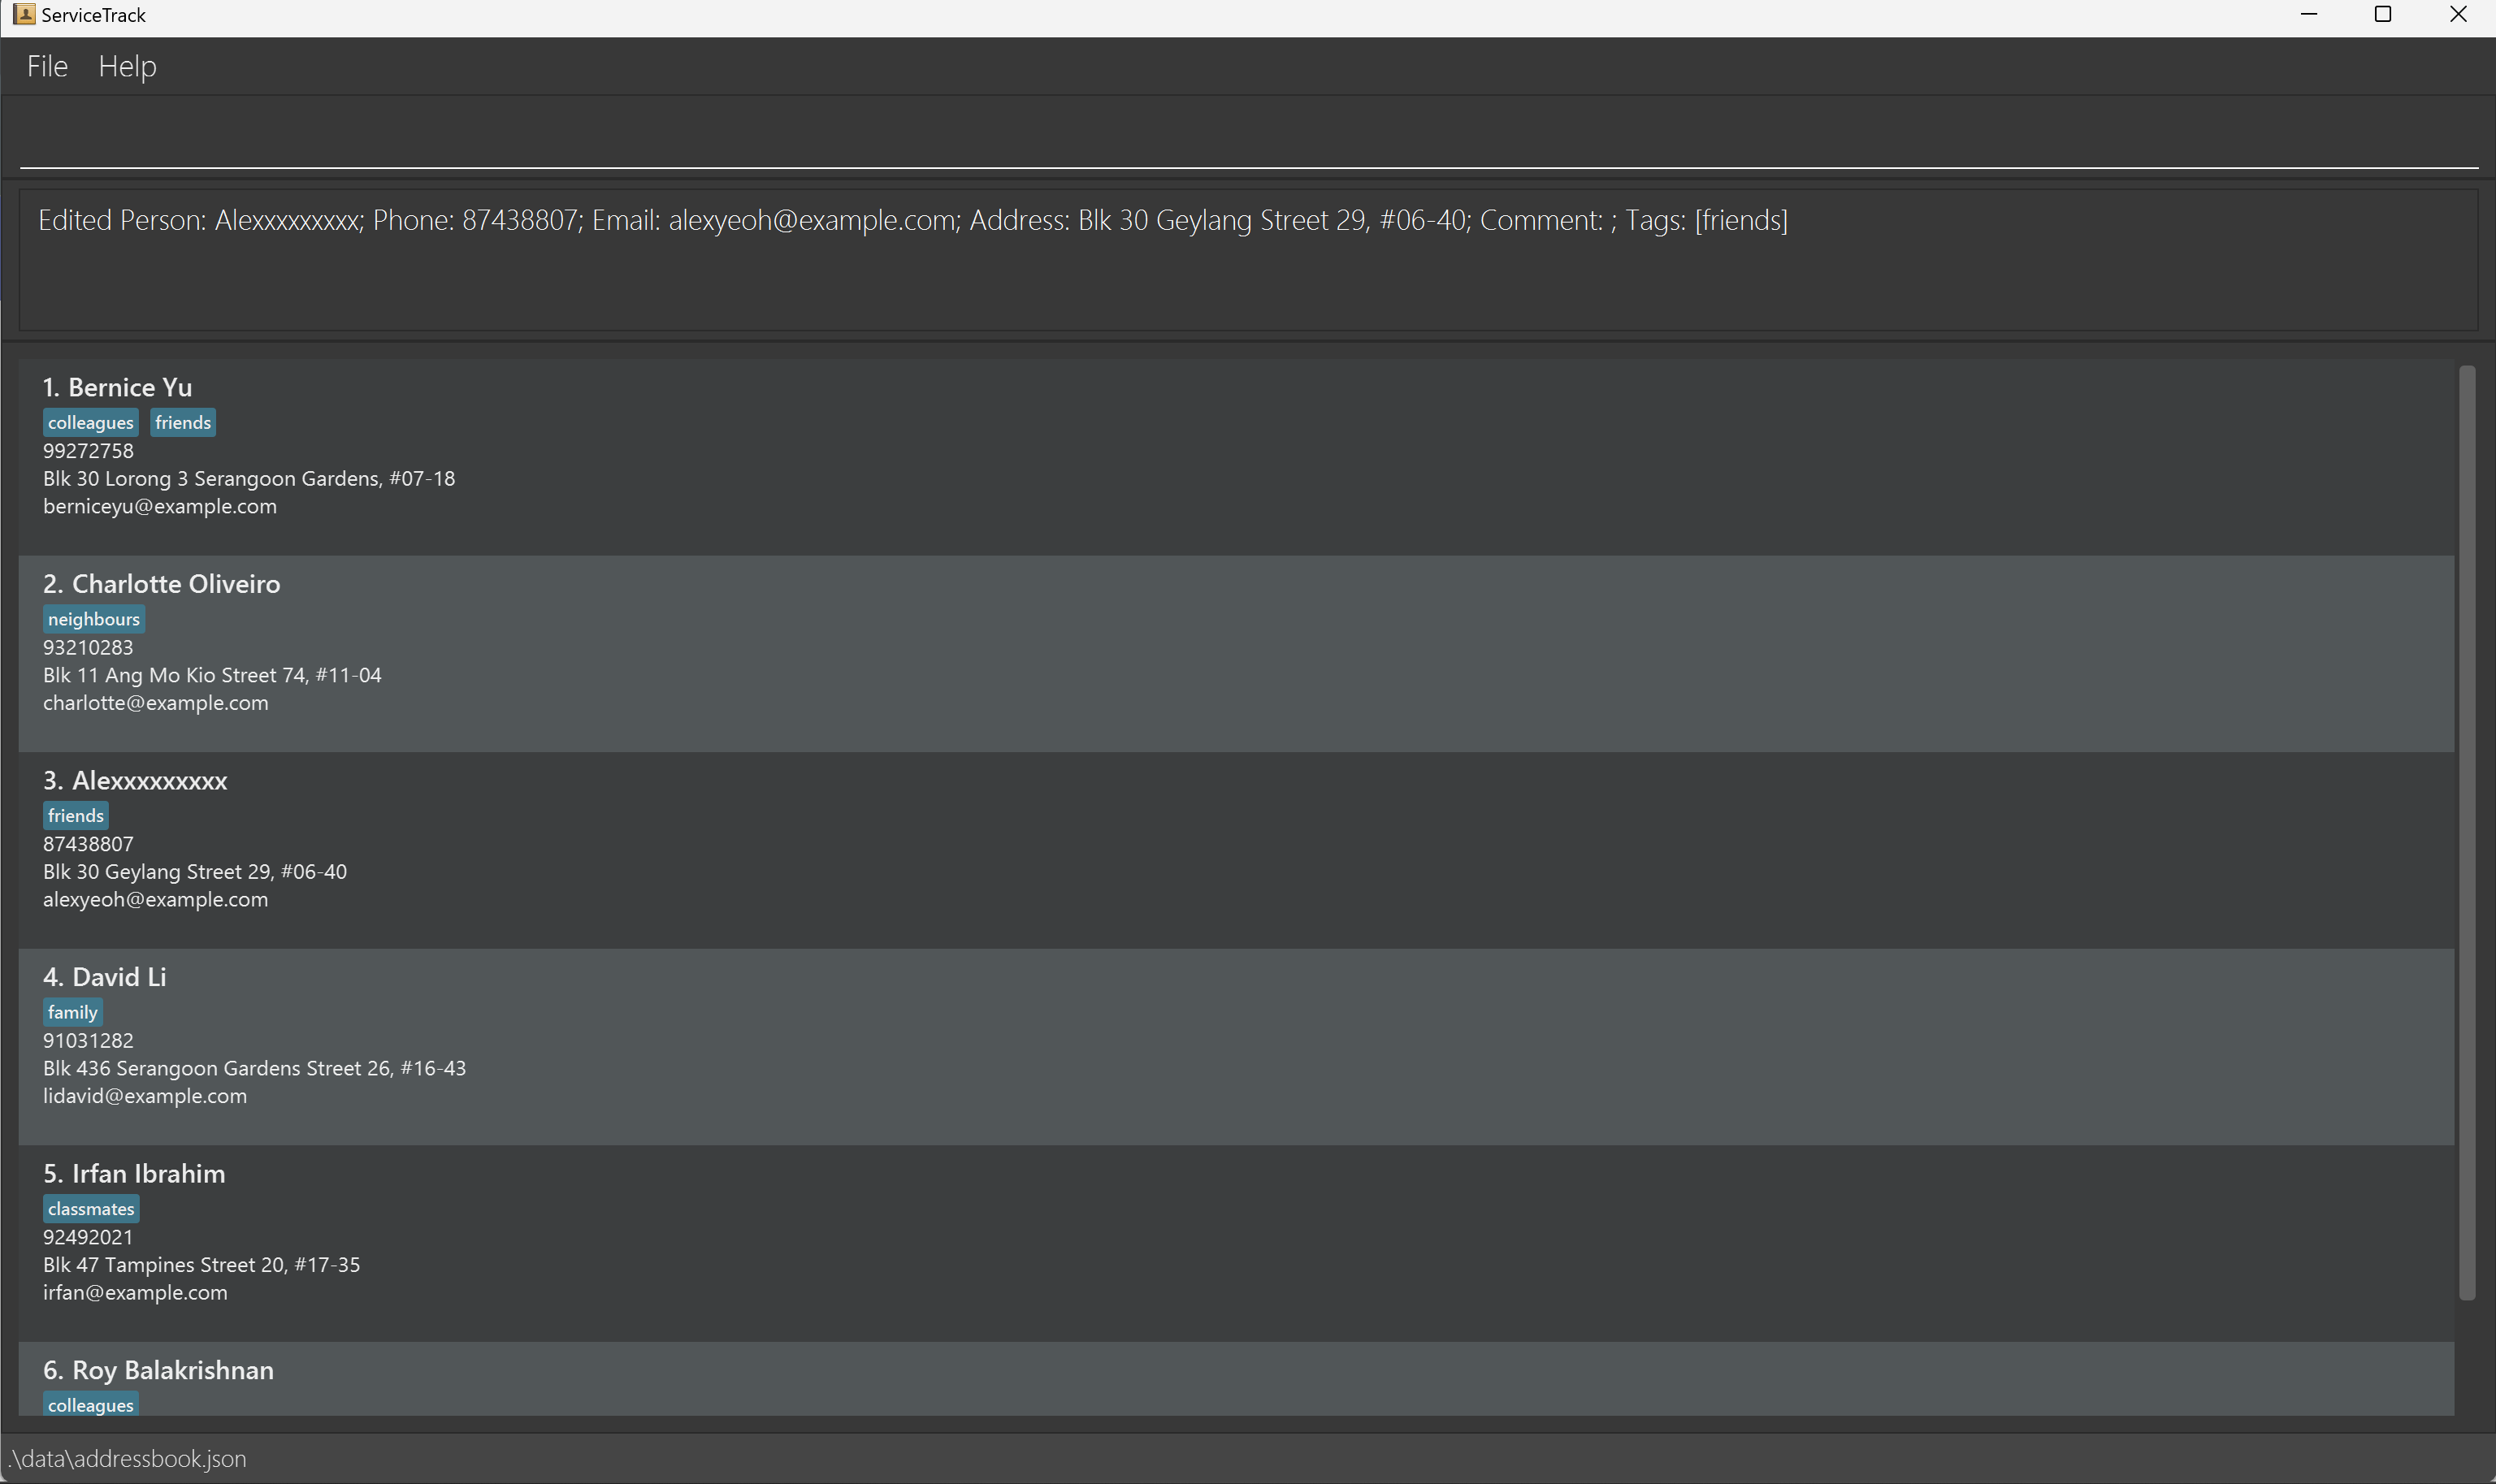 ServiceTrack
File Help
Edited Person: Alexxxxxxxxx; Phone: 87438807; Email: alexyeoh@example.com; Address: Blk 30 Geylang Street 29, #06-40; Comment: ; Tags: [friends]
1. Bernice Yu
colleagues friends
99272758
Blk 30 Lorong 3 Serangoon Gardens, #07-18
berniceyu@example.com
2. Charlotte Oliveiro
neighbours
93210283
Blk 11 Ang Mo Kio Street 74, #11-04
charlotte@example.com
3. Alexxxxxxxxx
friends
87438807
Blk 30 Geylang Street 29, #06-40
alexyeoh@example.com
4. David Li
family
91031282
Blk 436 Serangoon Gardens Street 26, #16-43
lidavid@example.com
5. Irfan Ibrahim
classmates
92492021
Blk 47 Tampines Street 20, #17-35
irfan@example.com
6. Roy Balakrishnan
colleagues
.\data\addressbook.json